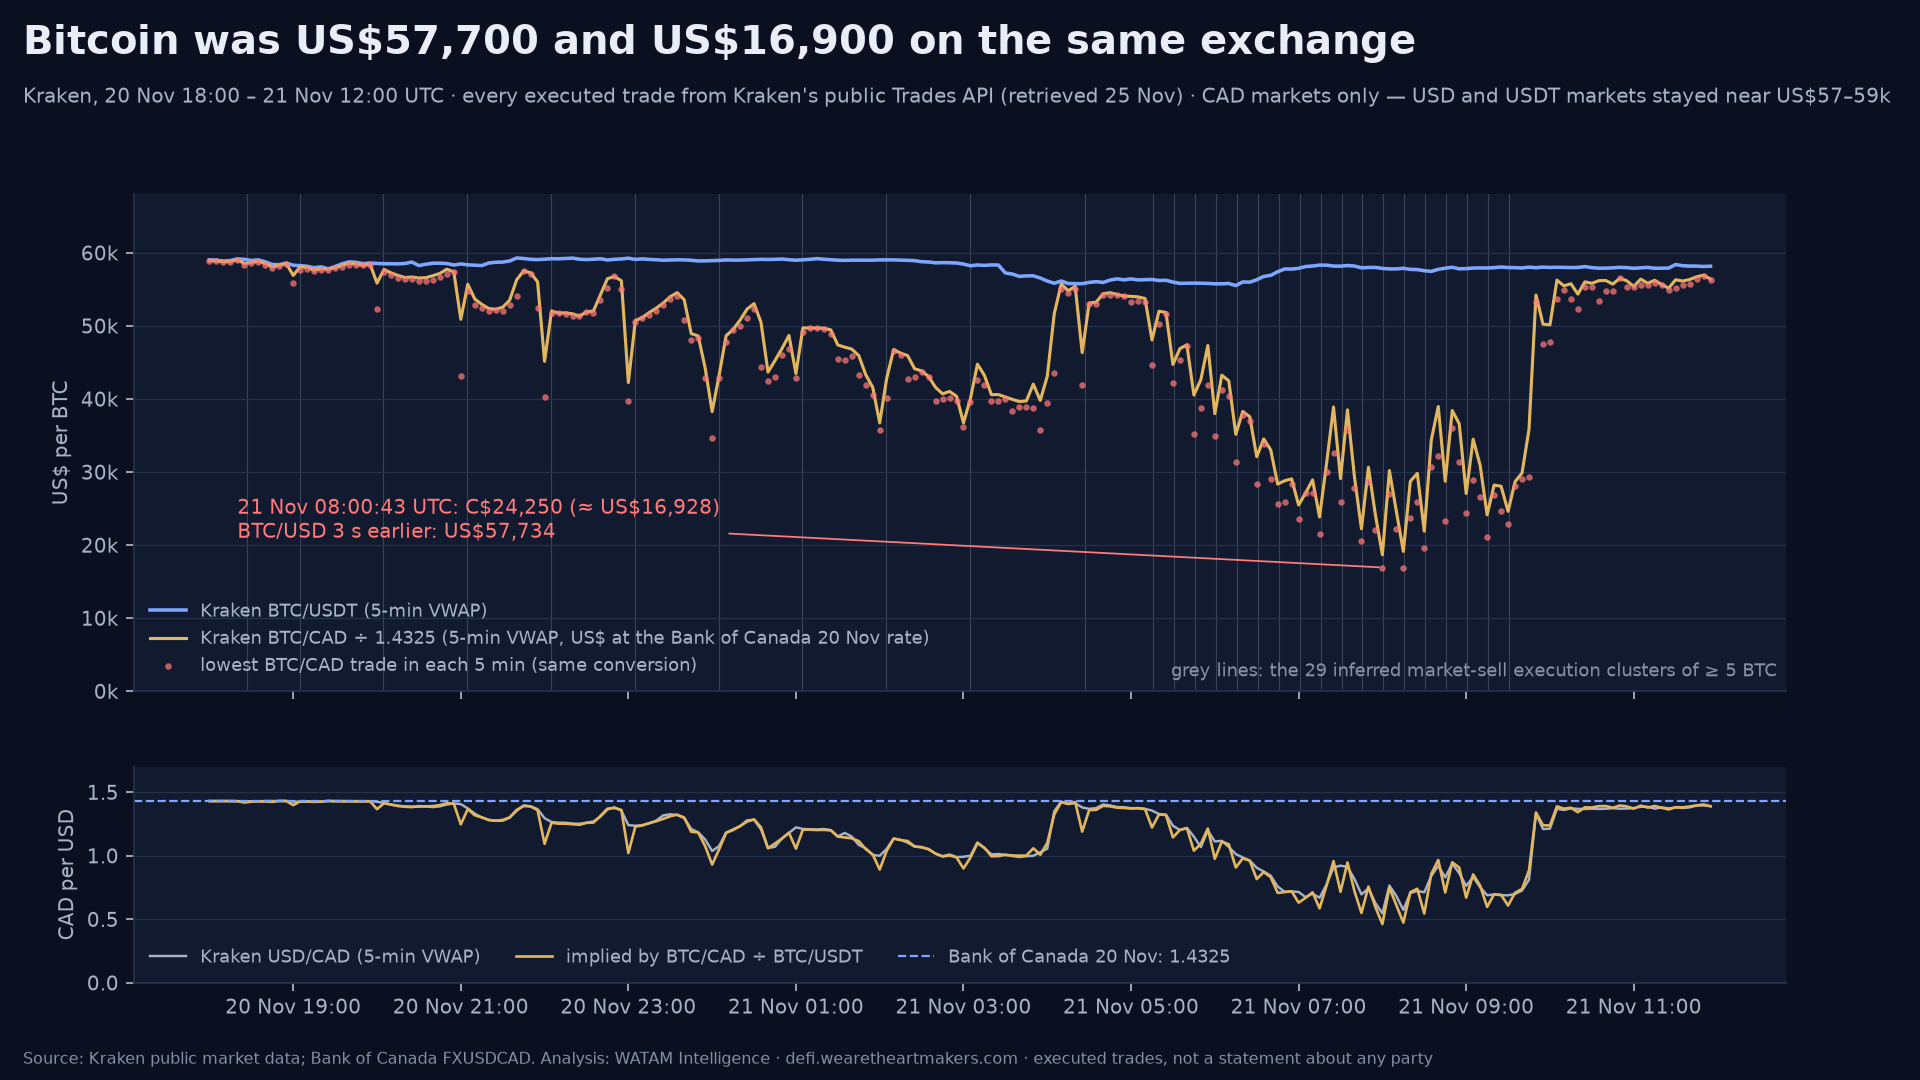 Bitcoin was US$57,700 and US$16,900 on the same exchange
Kraken, 20 Nov 18:00 – 21 Nov 12:00 UTC · every executed trade from Kraken's public Trades API (retrieved 25 Nov) · CAD markets only — USD and USDT markets stayed near US$57–59k
US$ per BTC
60k
50k
40k
30k
20k
10k
0k
21 Nov 08:00:43 UTC: C$24,250 (≈ US$16,928)
BTC/USD 3 s earlier: US$57,734
Kraken BTC/USDT (5-min VWAP)
Kraken BTC/CAD ÷ 1.4325 (5-min VWAP, US$ at the Bank of Canada 20 Nov rate)
lowest BTC/CAD trade in each 5 min (same conversion)
grey lines: the 29 inferred market-sell execution clusters of ≥ 5 BTC
CAD per USD
1.5
1.0
0.5
0.0
Kraken USD/CAD (5-min VWAP)
implied by BTC/CAD ÷ BTC/USDT
Bank of Canada 20 Nov: 1.4325
20 Nov 19:00
20 Nov 21:00
20 Nov 23:00
21 Nov 01:00
21 Nov 03:00
21 Nov 05:00
21 Nov 07:00
21 Nov 09:00
21 Nov 11:00
Source: Kraken public market data; Bank of Canada FXUSDCAD. Analysis: WATAM Intelligence · defi.wearetheartmakers.com · executed trades, not a statement about any party